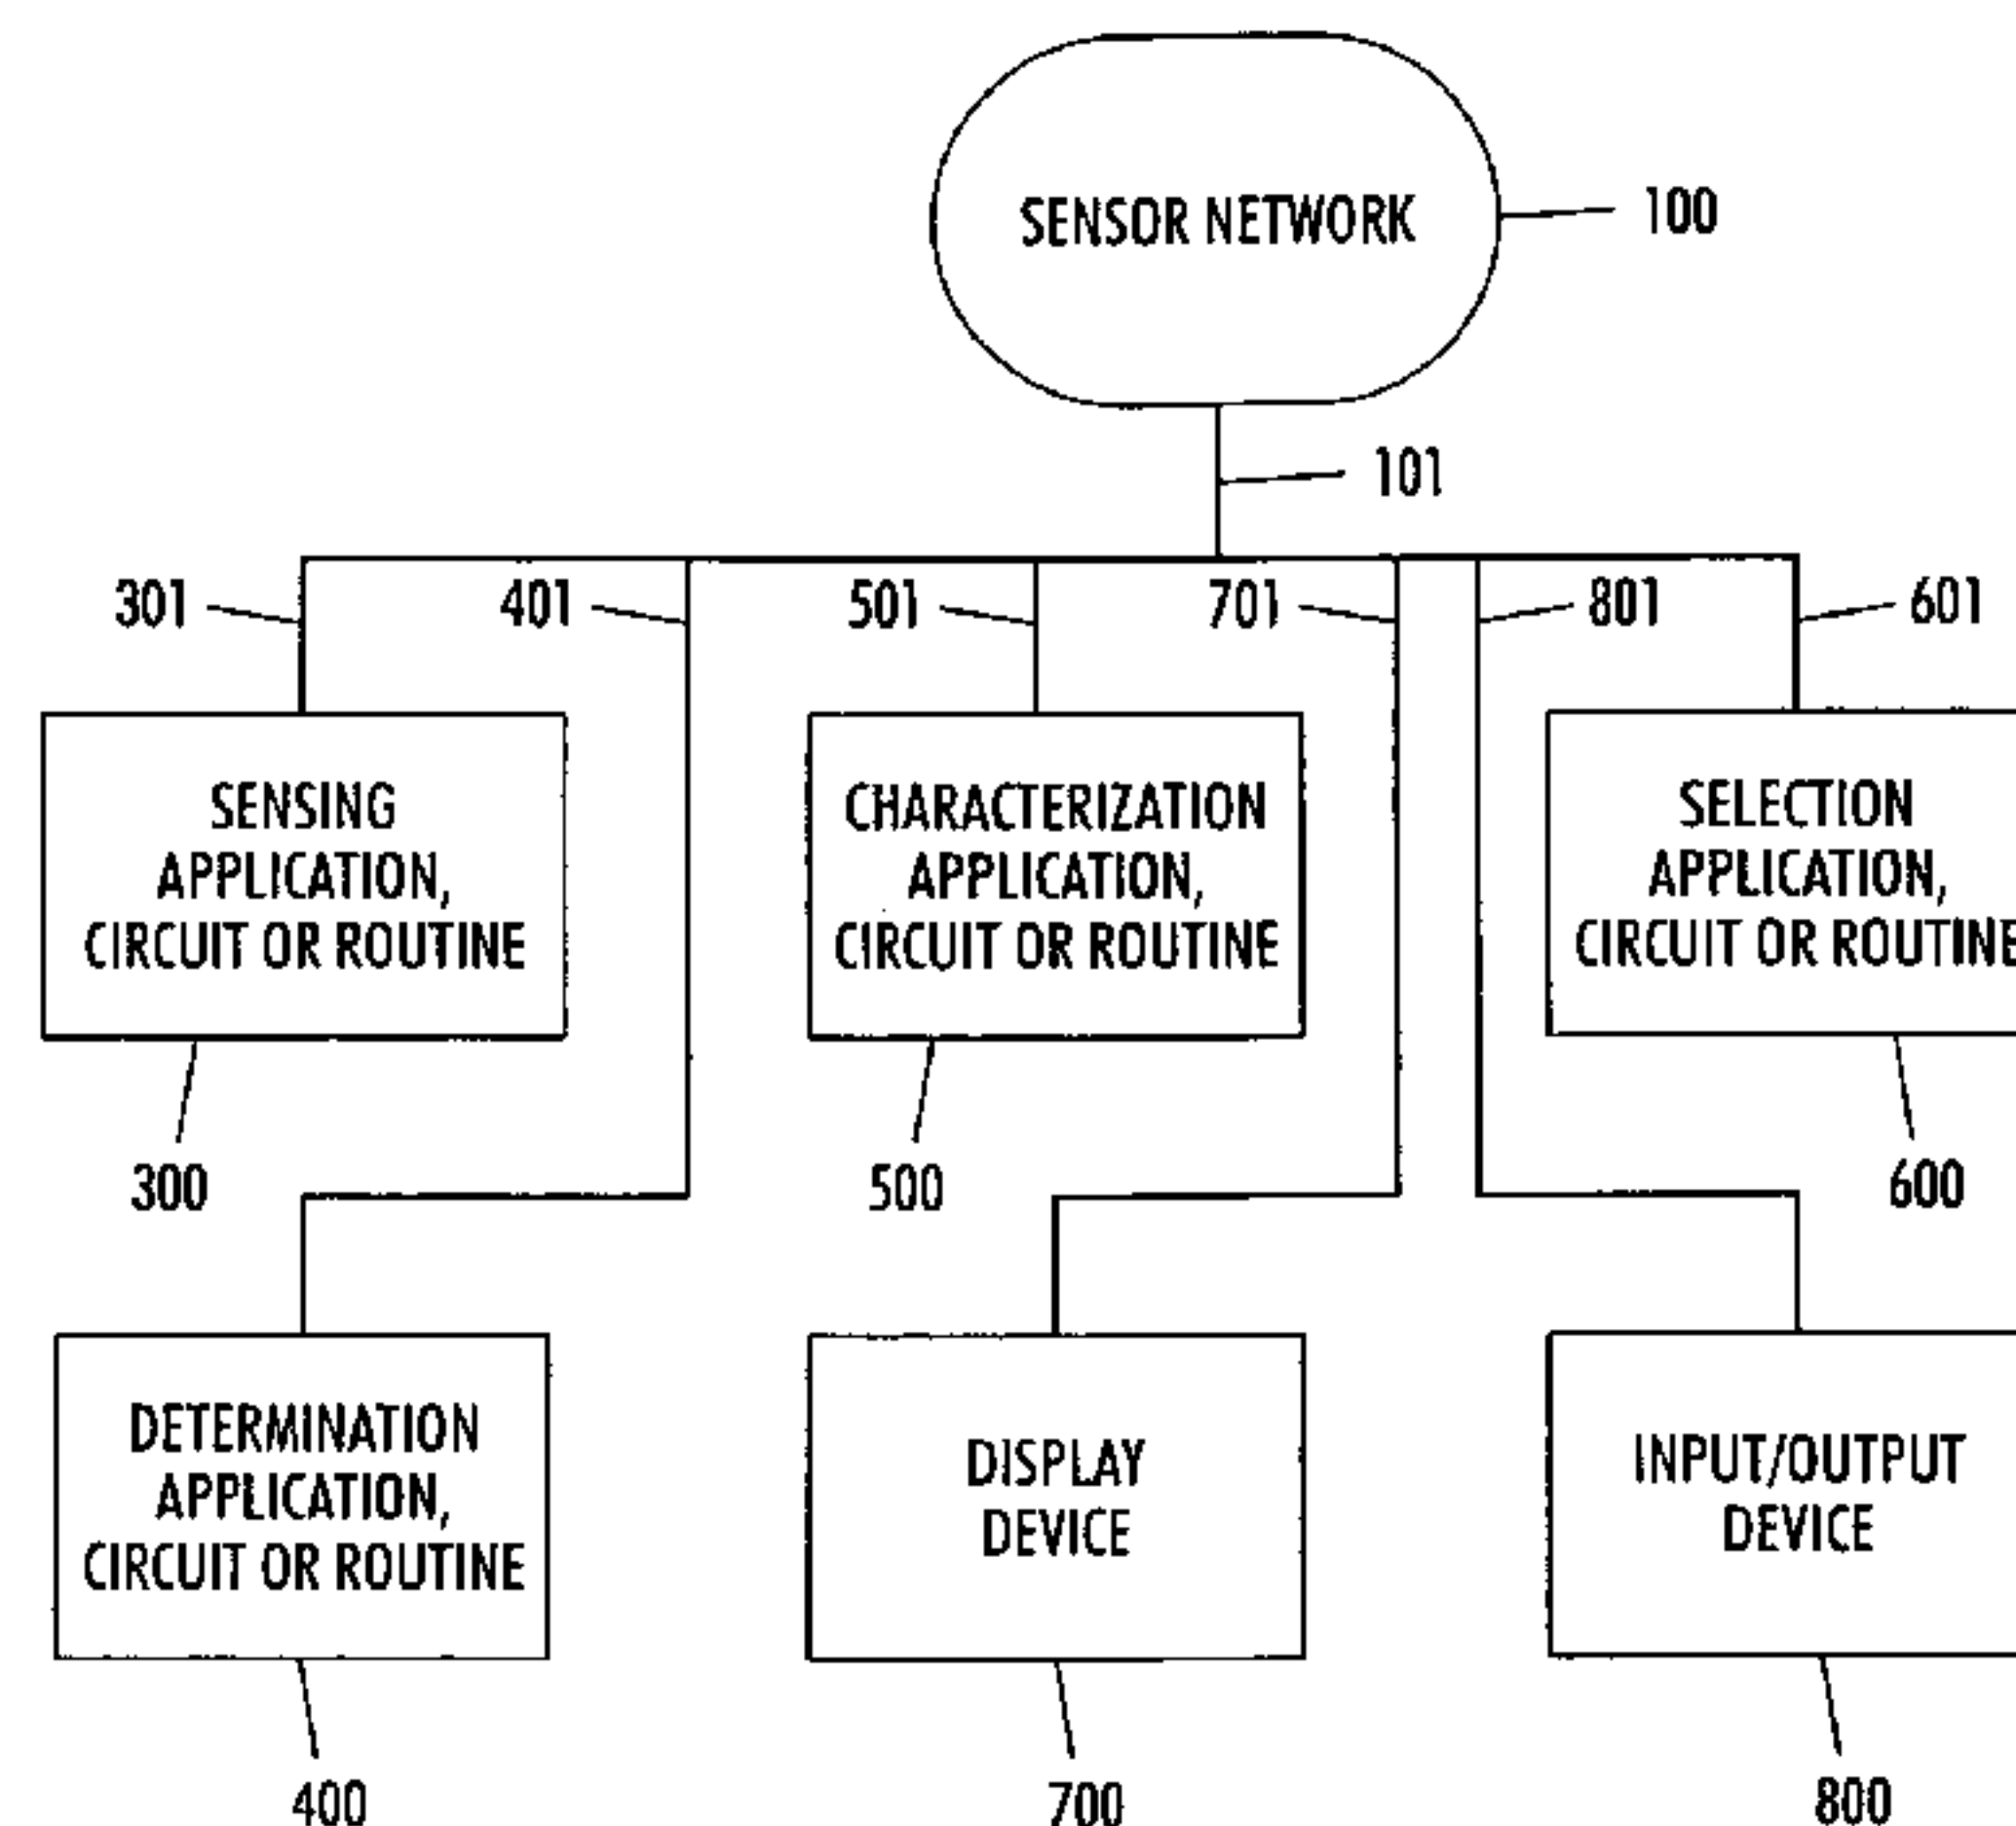 SENSOR NETWORK
100
101
301
401
501
701
801
601
SENSING
APPLICATION,
CIRCUIT OR ROUTINE
CHARACTERIZATION
APPLICATION,
CIRCUIT OR ROUTINE
SELECTION
APPLICATION,
CIRCUIT OR ROUTINE
300
500
600
DETERMINATION
APPLICATION,
CIRCUIT OR ROUTINE
DISPLAY
DEVICE
INPUT/OUTPUT
DEVICE
400
700
800